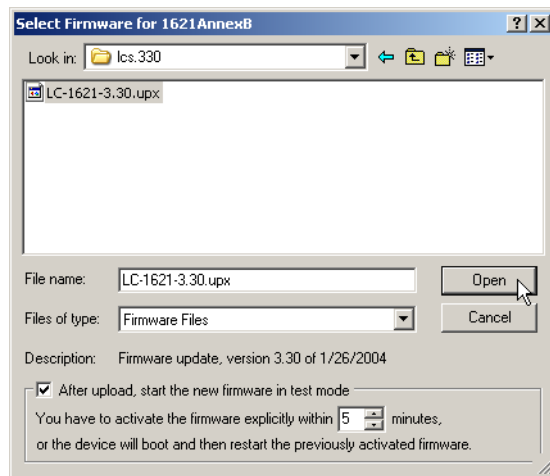 Select Firmware for 1621AnnexB
Look in: lcs.330
LC-1621-3.30.upx
File name: LC-1621-3.30.upx Open
Files of type: Firmware Files Cancel
Description: Firmware update, version 3.30 of 1/26/2004
After upload, start the new firmware in test mode
You have to activate the firmware explicitly within 5 minutes,
or the device will boot and then restart the previously activated firmware.